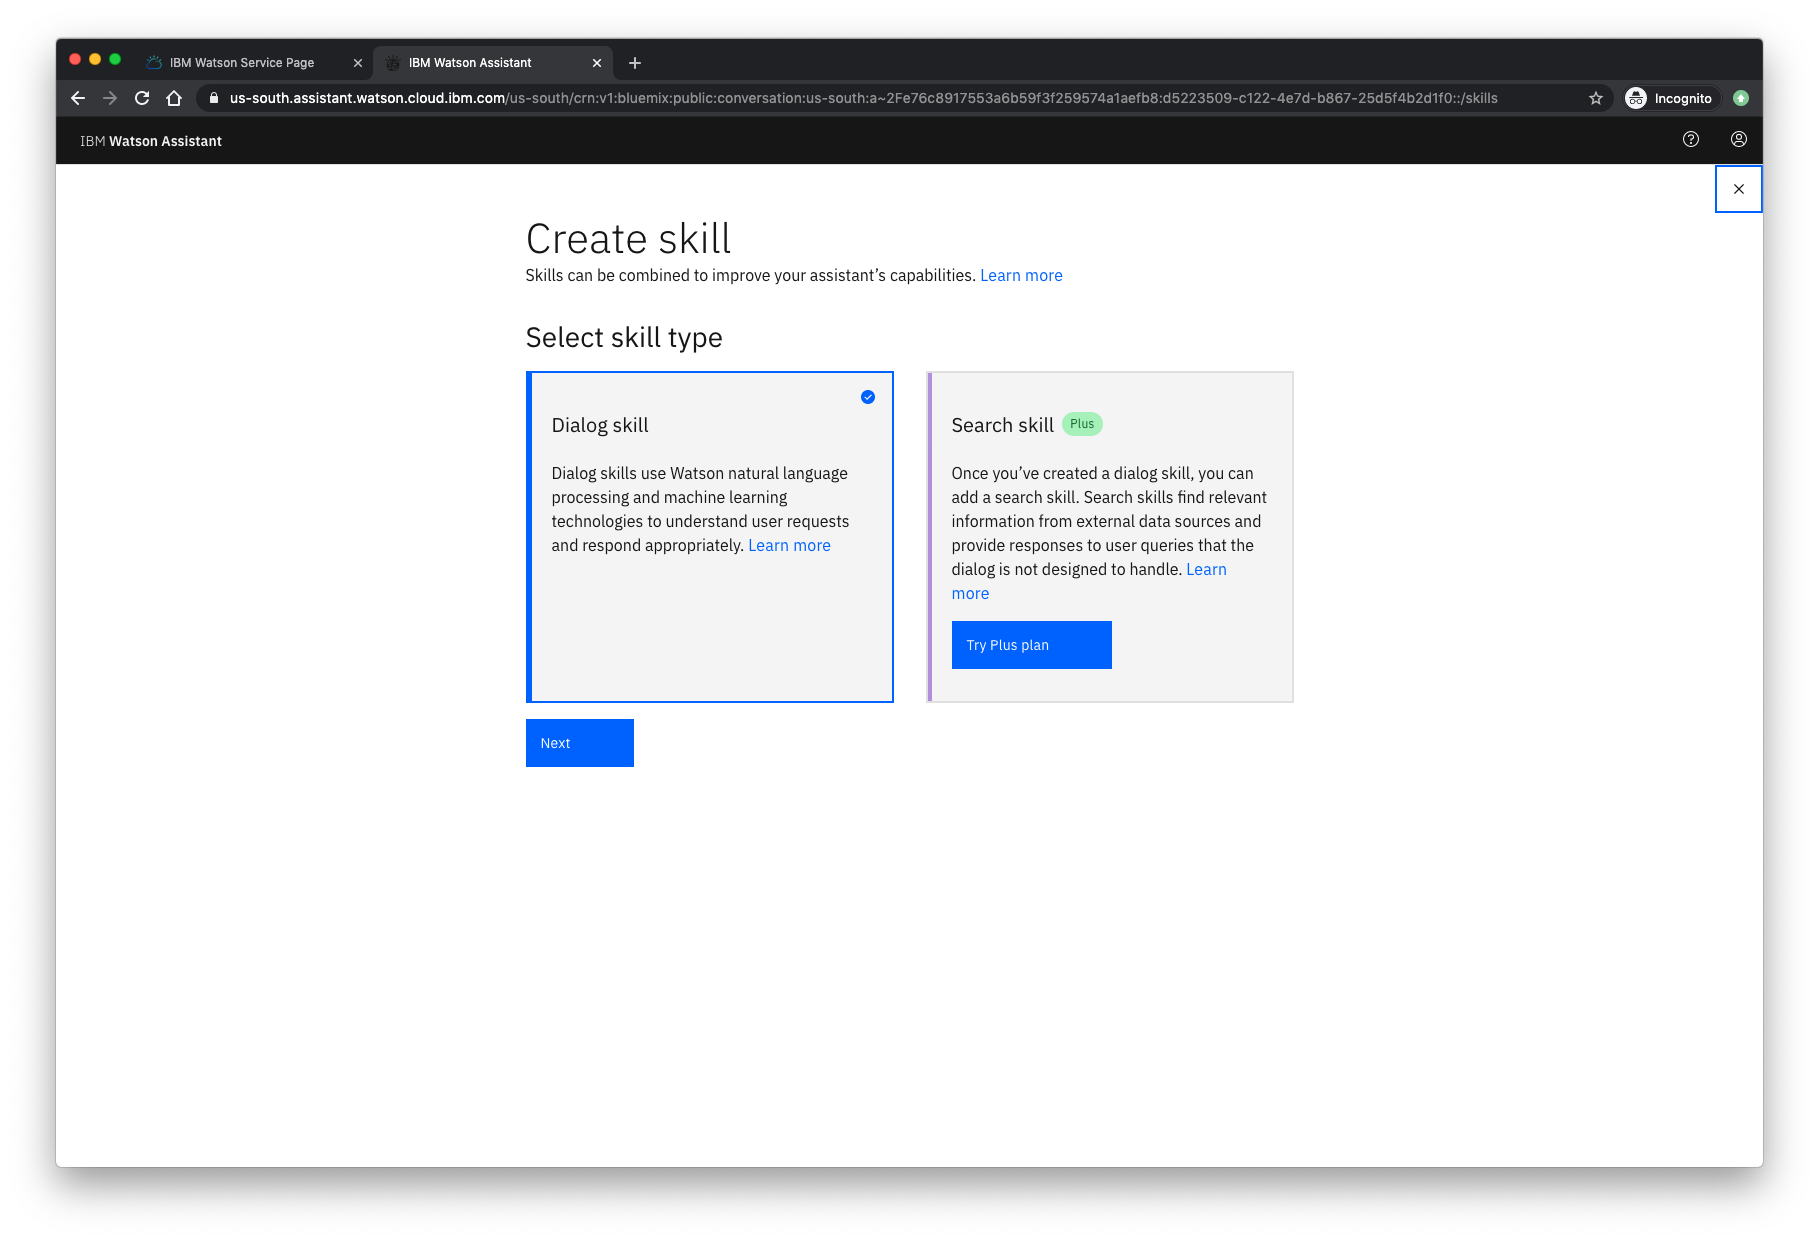 IBM Watson Service Page
IBM Watson Assistant
us-south.assistant.watson.cloud.ibm.com/us-south/crn:v1:bluemix:public:conversation:us-south:a~2Fe76c8917553a6b59f3f259574a1aefb8:d5223509-c122-4e7d-b867-25d5f4b2d1f0::/skills
Incognito
IBM Watson Assistant
Create skill
Skills can be combined to improve your assistant’s capabilities. Learn more
Select skill type
Dialog skill
Dialog skills use Watson natural language
processing and machine learning
technologies to understand user requests
and respond appropriately. Learn more
Search skill Plus
Once you’ve created a dialog skill, you can
add a search skill. Search skills find relevant
information from external data sources and
provide responses to user queries that the
dialog is not designed to handle. Learn
more
Try Plus plan
Next